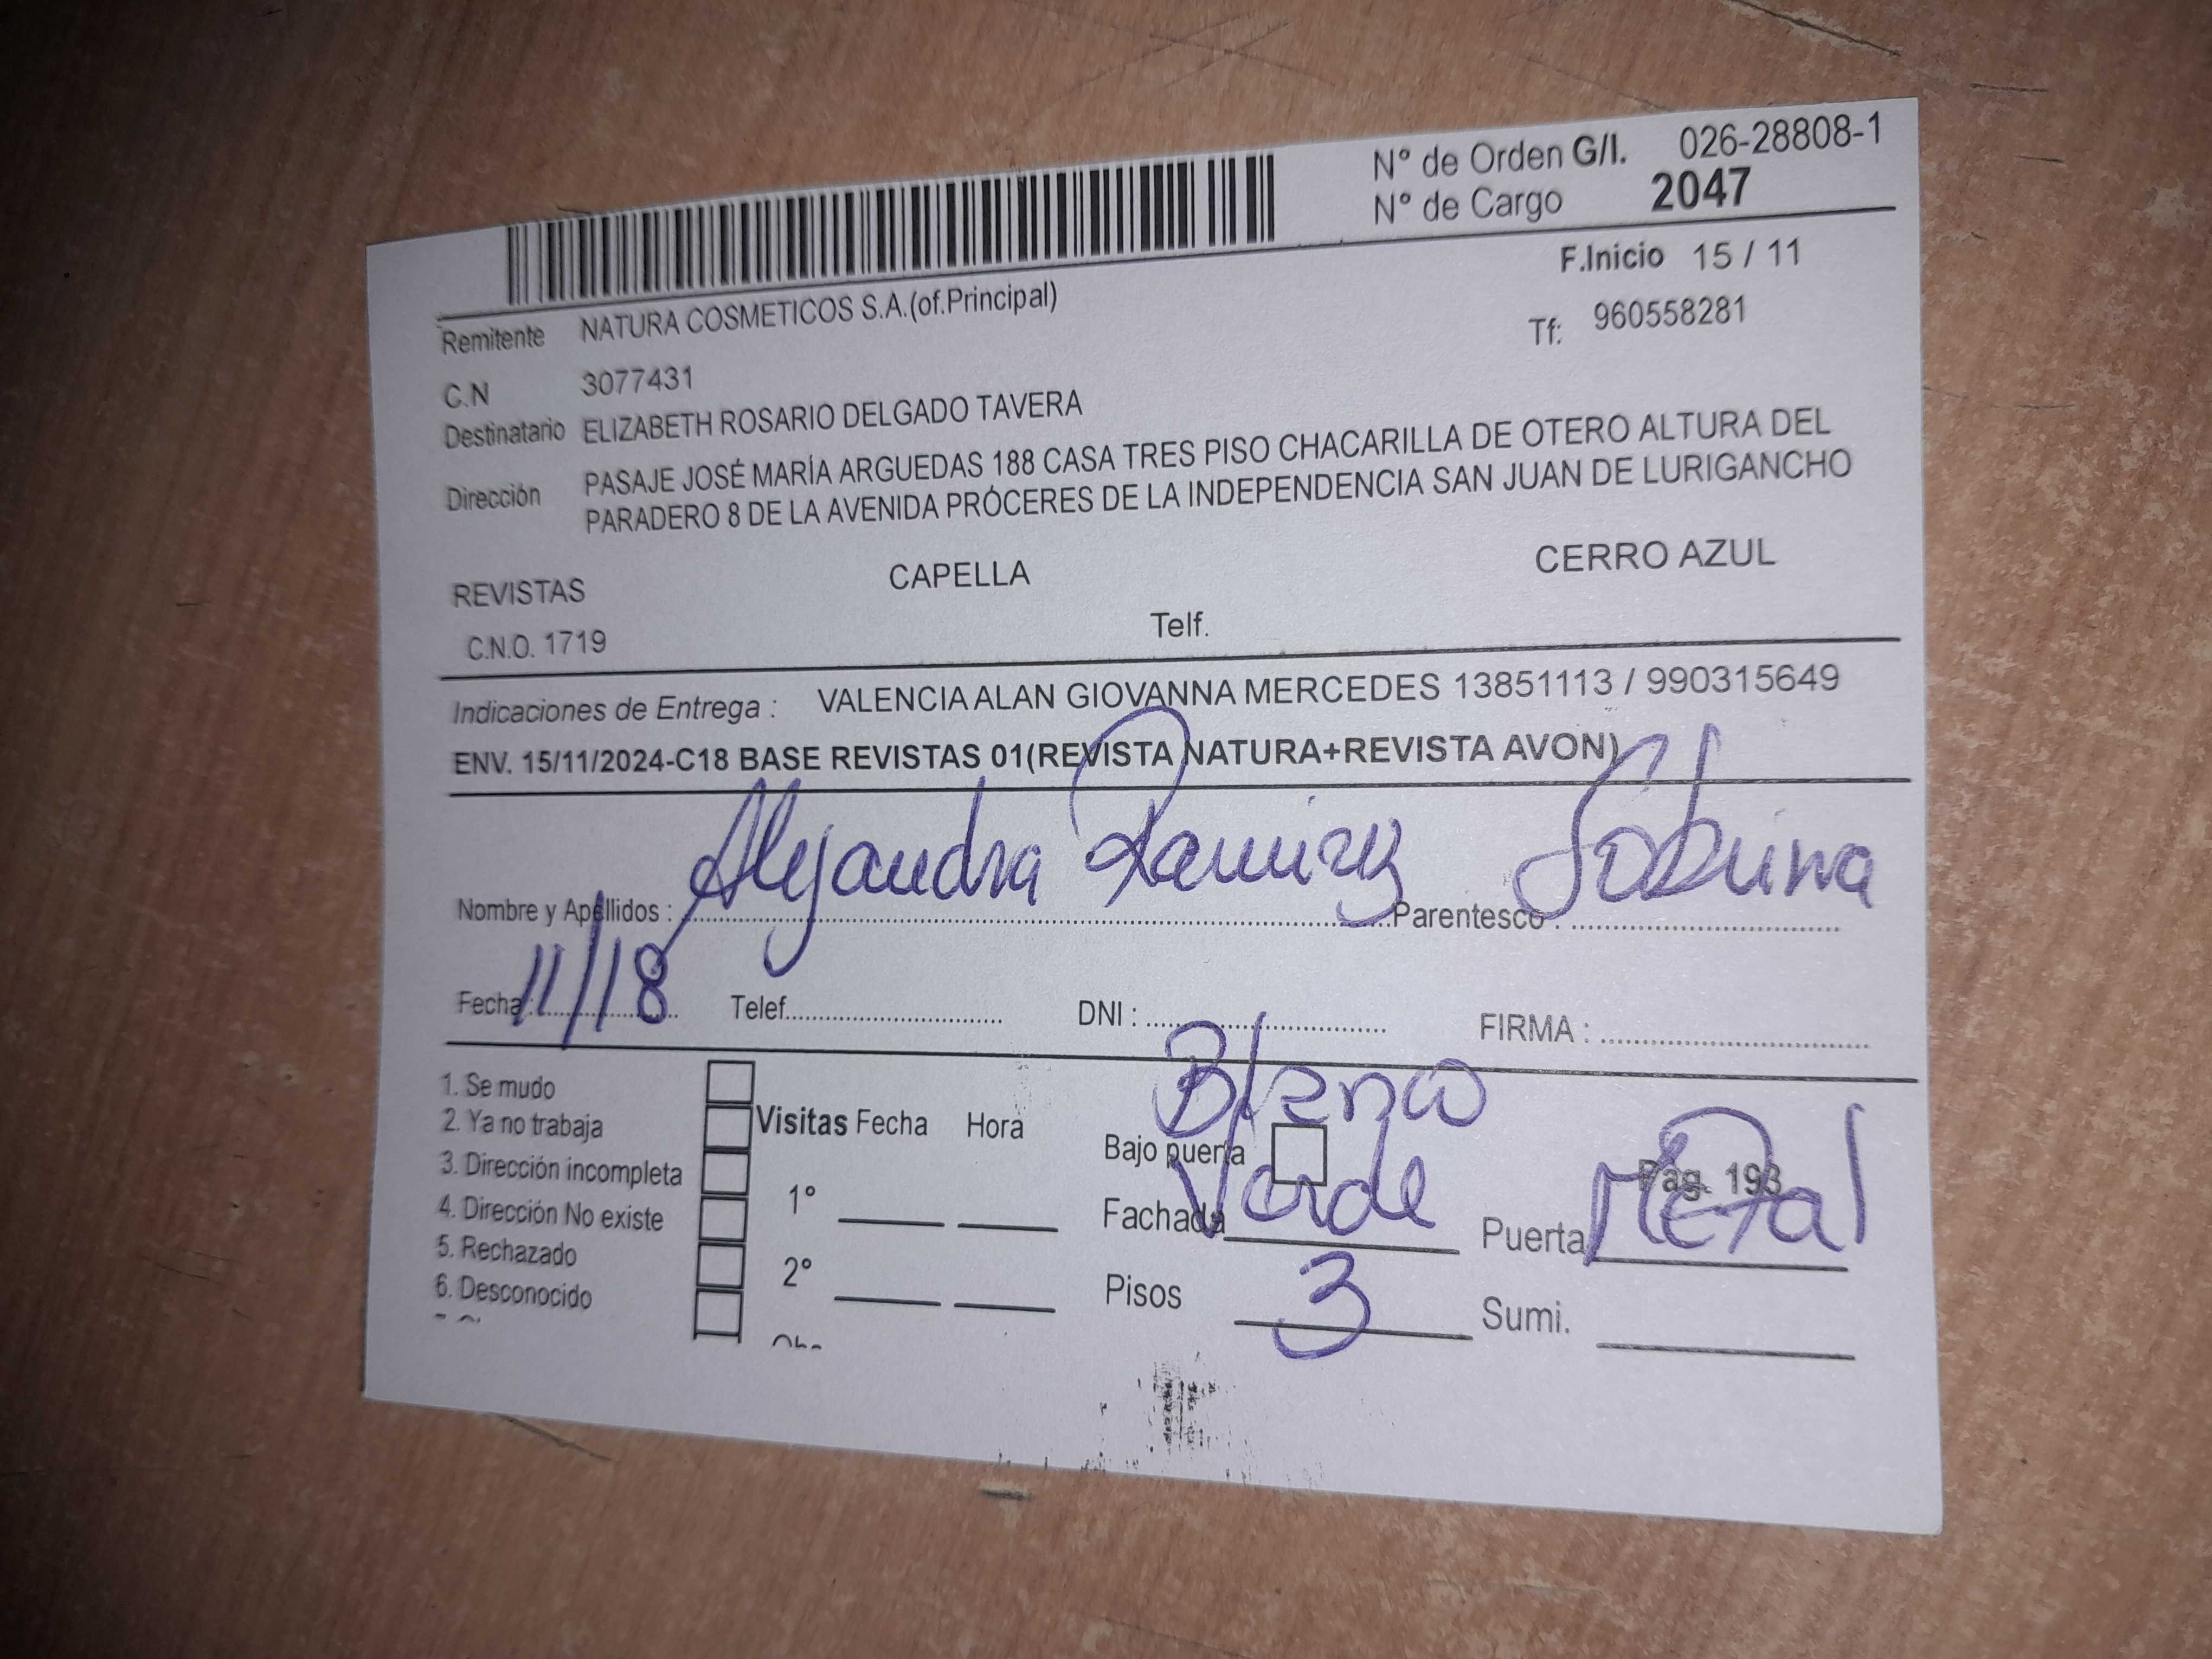 N° de Orden G/I. 026-28808-1
N° de Cargo 2047
F.Inicio 15 / 11
Remitente NATURA COSMETICOS S.A.(of.Principal)
Tf: 960558281
C.N 3077431
Destinatario ELIZABETH ROSARIO DELGADO TAVERA
Dirección PASAJE JOSÉ MARÍA ARGUEDAS 188 CASA TRES PISO CHACARILLA DE OTERO ALTURA DEL
PARADERO 8 DE LA AVENIDA PRÓCERES DE LA INDEPENDENCIA SAN JUAN DE LURIGANCHO
REVISTAS CAPELLA CERRO AZUL
C.N.O. 1719 Telf.
Indicaciones de Entrega : VALENCIA ALAN GIOVANNA MERCEDES 13851113 / 990315649
ENV. 15/11/2024-C18 BASE REVISTAS 01(REVISTA NATURA+REVISTA AVON)
Nombre y Apellidos : Alejandra Ramirez Parentesco : Sobrina
Fecha : 11/18 Telef. DNI : FIRMA :
1. Se mudo
2. Ya no trabaja
3. Dirección incompleta
4. Dirección No existe
5. Rechazado
6. Desconocido
Visitas Fecha Hora
1°
2°
Blanco
Bajo puerta
Fachada Verde Puerta Metal
Pag. 193
Pisos 3 Sumi.